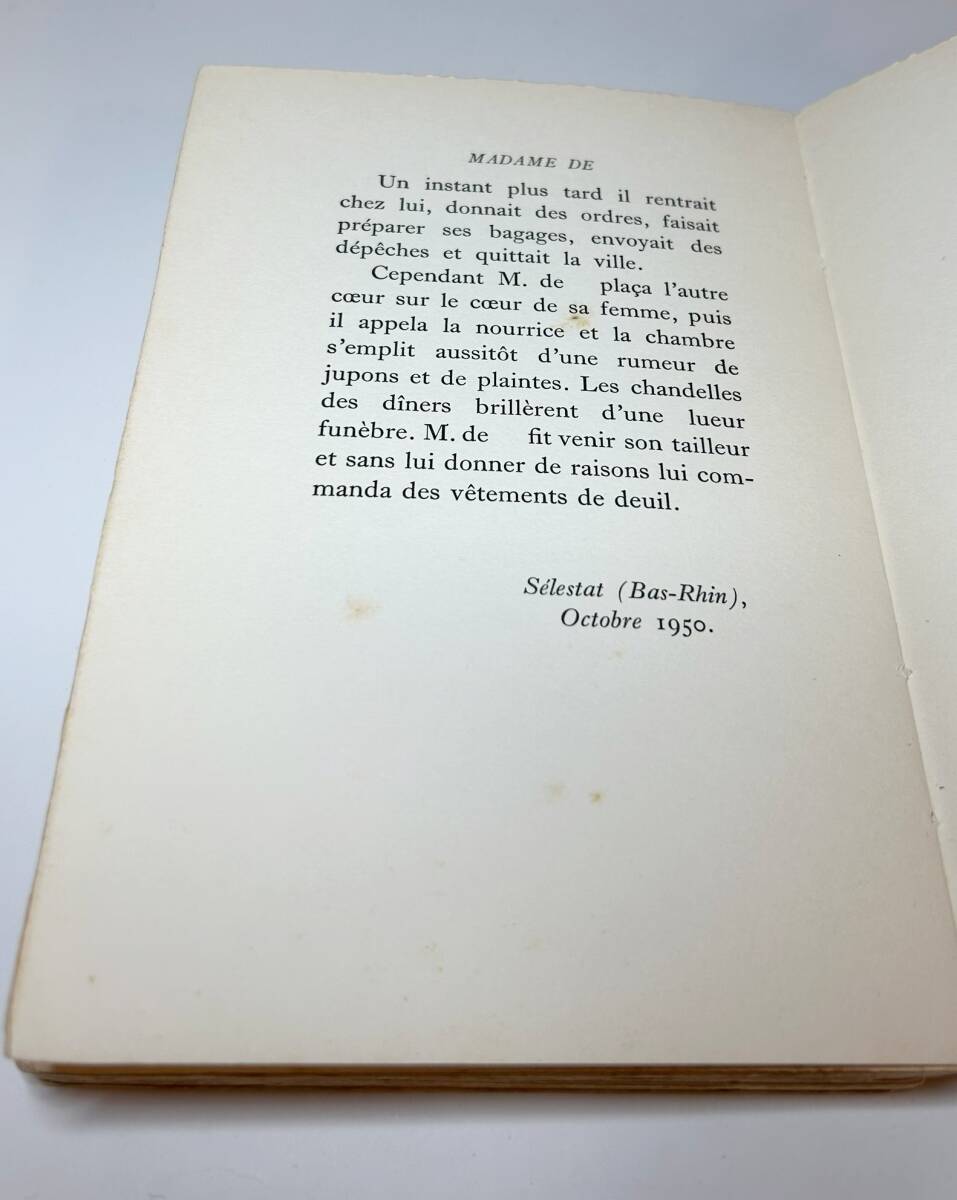 MADAME DE
Un instant plus tard il rentrait
chez lui, donnait des ordres, faisait
préparer ses bagages, envoyait des
dépêches et quittait la ville.
Cependant M. de    plaça l'autre
cœur sur le cœur de sa femme, puis
il appela la nourrice et la chambre
s'emplit aussitôt d'une rumeur de
jupons et de plaintes. Les chandelles
des dîners brillèrent d'une lueur
funèbre. M. de    fit venir son tailleur
et sans lui donner de raisons lui com-
manda des vêtements de deuil.
Sélestat (Bas-Rhin),
Octobre 1950.